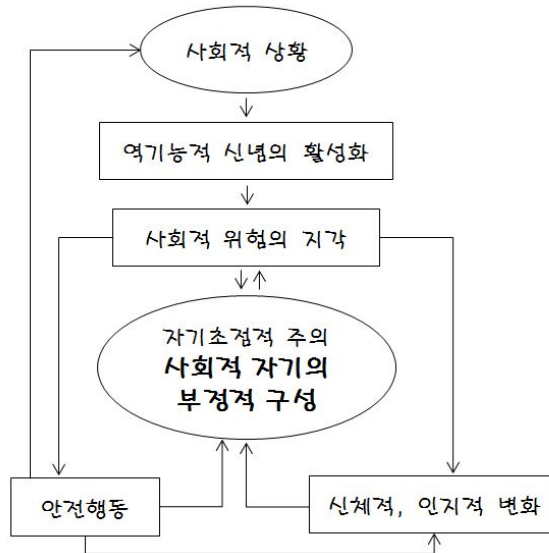 사회적 상황
역기능적 신념의 활성화
사회적 위험의 지각
자기초점적 주의
사회적 자기의
부정적 구성
안전행동
신체적, 인지적 변화